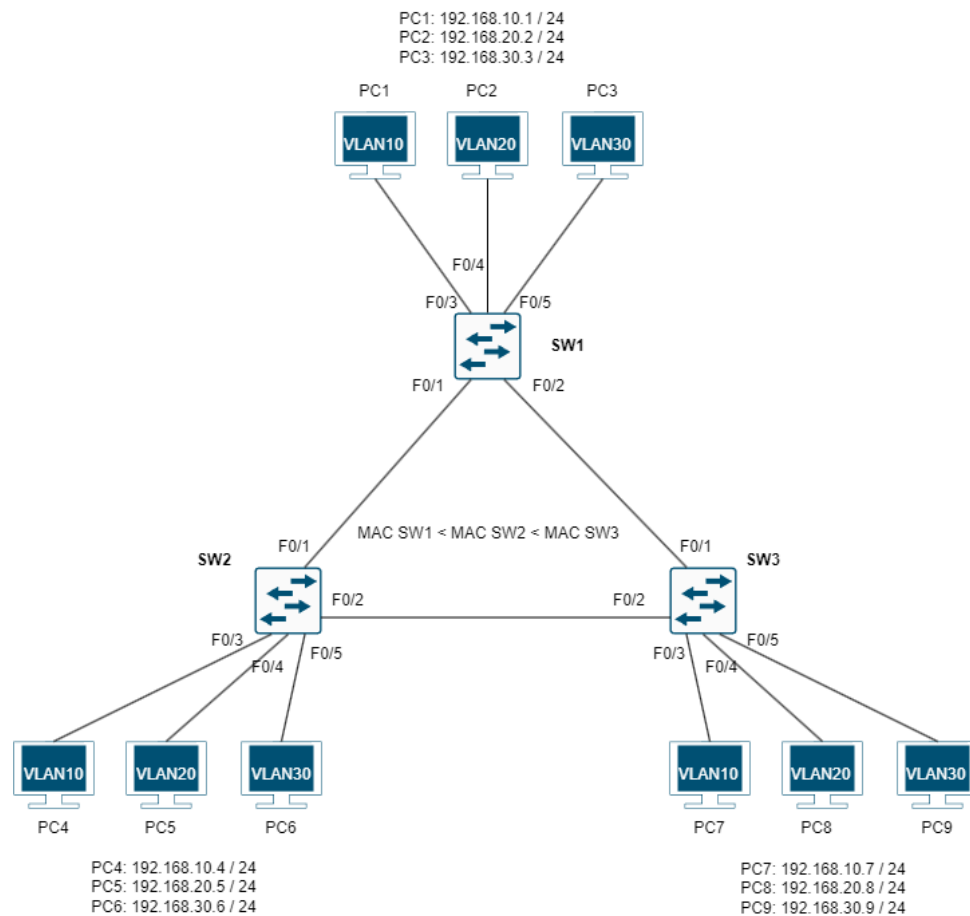 PC1: 192.168.10.1 / 24
PC2: 192.168.20.2 / 24
PC3: 192.168.30.3 / 24
PC1
PC2
PC3
VLAN10
VLAN20
VLAN30
F0/4
F0/3
F0/5
SW1
F0/1
F0/2
MAC SW1 < MAC SW2 < MAC SW3
F0/1
F0/1
SW2
SW3
F0/2
F0/2
F0/3
F0/4
F0/5
F0/3
F0/4
F0/5
VLAN10
VLAN20
VLAN30
VLAN10
VLAN20
VLAN30
PC4
PC5
PC6
PC7
PC8
PC9
PC4: 192.168.10.4 / 24
PC5: 192.168.20.5 / 24
PC6: 192.168.30.6 / 24
PC7: 192.168.10.7 / 24
PC8: 192.168.20.8 / 24
PC9: 192.168.30.9 / 24